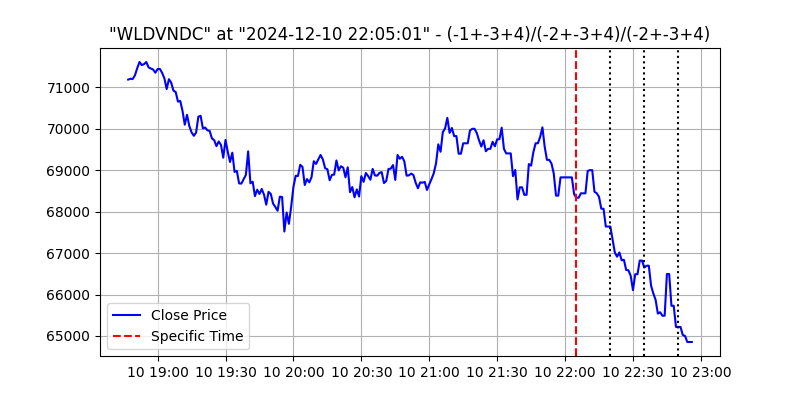 "WLDVNDC" at "2024-12-10 22:05:01" - (-1+-3+4)/(-2+-3+4)/(-2+-3+4)
71000
70000
69000
68000
67000
66000
65000
Close Price
Specific Time
10 19:00 10 19:30 10 20:00 10 20:30 10 21:00 10 21:30 10 22:00 10 22:30 10 23:00